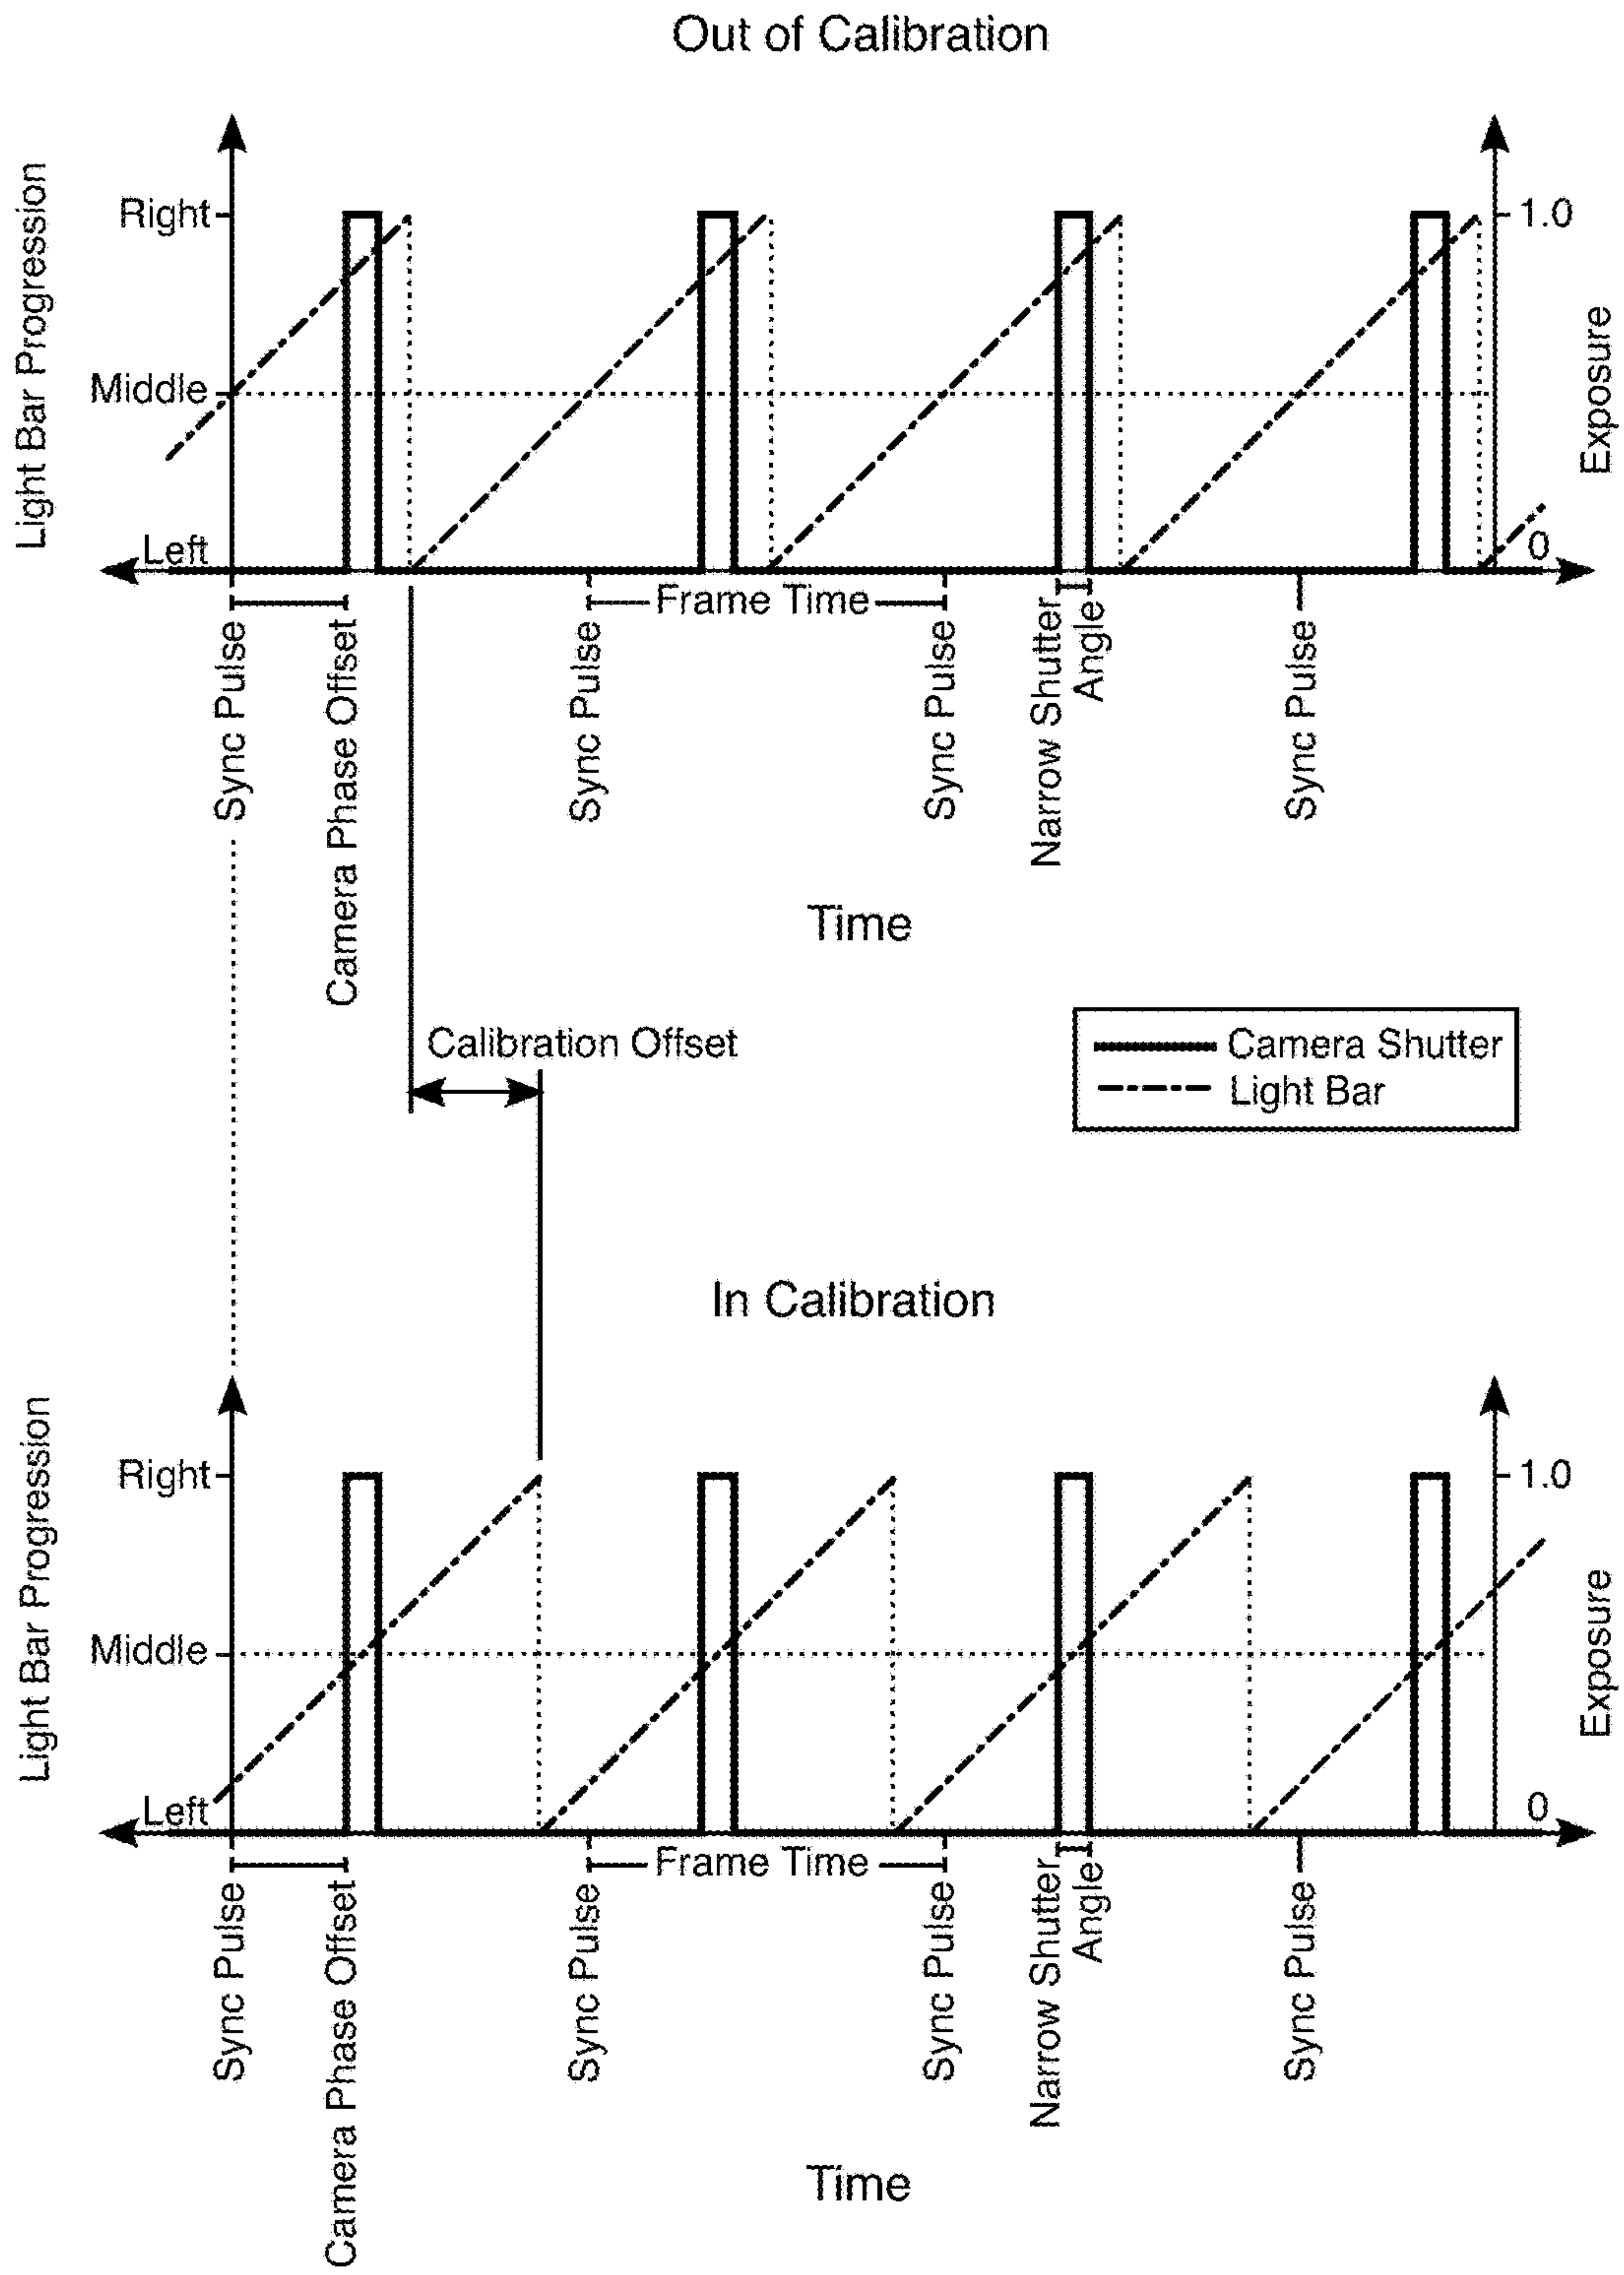 Out of Calibration
Light Bar Progression
Right
Middle
Left
1.0
0
Exposure
Sync Pulse
Camera Phase Offset
Sync Pulse
Frame Time
Sync Pulse
Narrow Shutter
Angle
Sync Pulse
Time
Calibration Offset
Camera Shutter
Light Bar
In Calibration
Light Bar Progression
Right
Middle
Left
1.0
0
Exposure
Sync Pulse
Camera Phase Offset
Sync Pulse
Frame Time
Sync Pulse
Narrow Shutter
Angle
Sync Pulse
Time